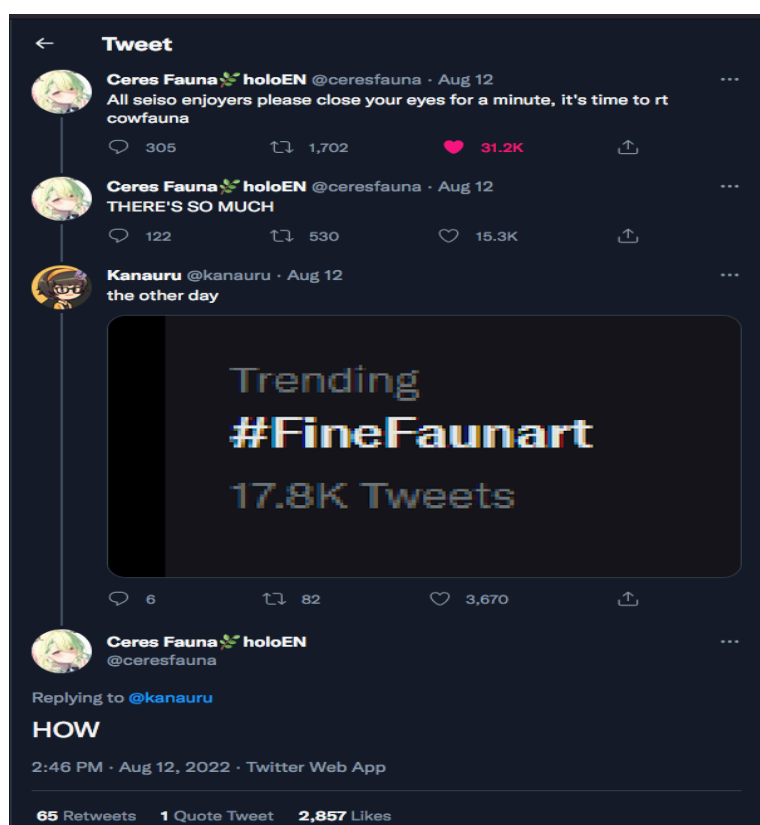 Tweet
Ceres Fauna🌿holoEN @ceresfauna · Aug 12
All seiso enjoyers please close your eyes for a minute, it's time to rt
cowfauna
305 1,702 31.2K
Ceres Fauna🌿holoEN @ceresfauna · Aug 12
THERE'S SO MUCH
122 530 15.3K
Kanauru @kanauru · Aug 12
the other day
Trending
#FineFaunart
17.8K Tweets
6 82 3,670
Ceres Fauna🌿holoEN
@ceresfauna
Replying to @kanauru
HOW
2:46 PM · Aug 12, 2022 · Twitter Web App
65 Retweets 1 Quote Tweet 2,857 Likes